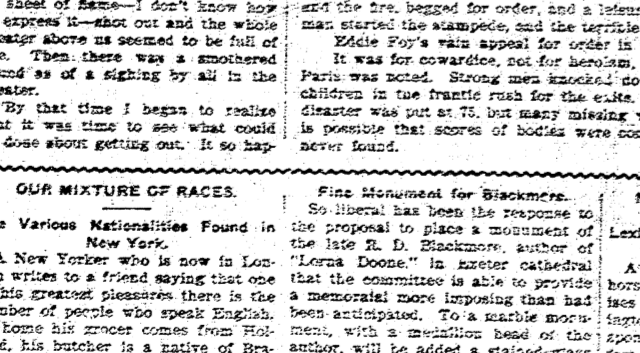 sheet of flame—I don't know how
express it—shot out and the whole
above us seemed to be full of
Then there was a smothered
as of a sighing by all in the
"By that time I began to realize
it was time to see what could
dose about getting out. It so hap-
OUR MIXTURE OF RACES.
Various Nationalities Found in
New York.
A New Yorker who is now in Lon-
writes to a friend saying that one
his greatest pleasures there is the
of people who speak English.
home his grocer comes from Hol-
his butcher is a native of Bra-
and the fire, begged for order, and a
man started the stampede, and the terrible
Eddie Foy's vain appeal for order is
It was for cowardice, not for heroism,
Paris was noted. Strong men knocked
children in the frantic rush for the exits.
disaster was put at 75, but many missing
is possible that scores of bodies were
never found.
Fine Monument for Blackmore.
So liberal has been the response to
the proposal to place a monument of
the late R. D. Blackmore, author of
"Lorna Doone," in Exeter cathedral
that the committee is able to provide
a memoraial more imposing than had
been anticipated. To a marble monu-
ment, with a medallion head of the
author, will be added a